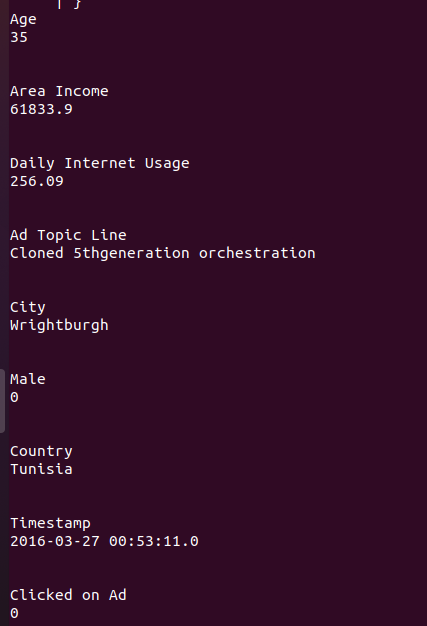 | }
Age
35
Area Income
61833.9
Daily Internet Usage
256.09
Ad Topic Line
Cloned 5thgeneration orchestration
City
Wrightburgh
Male
0
Country
Tunisia
Timestamp
2016-03-27 00:53:11.0
Clicked on Ad
0